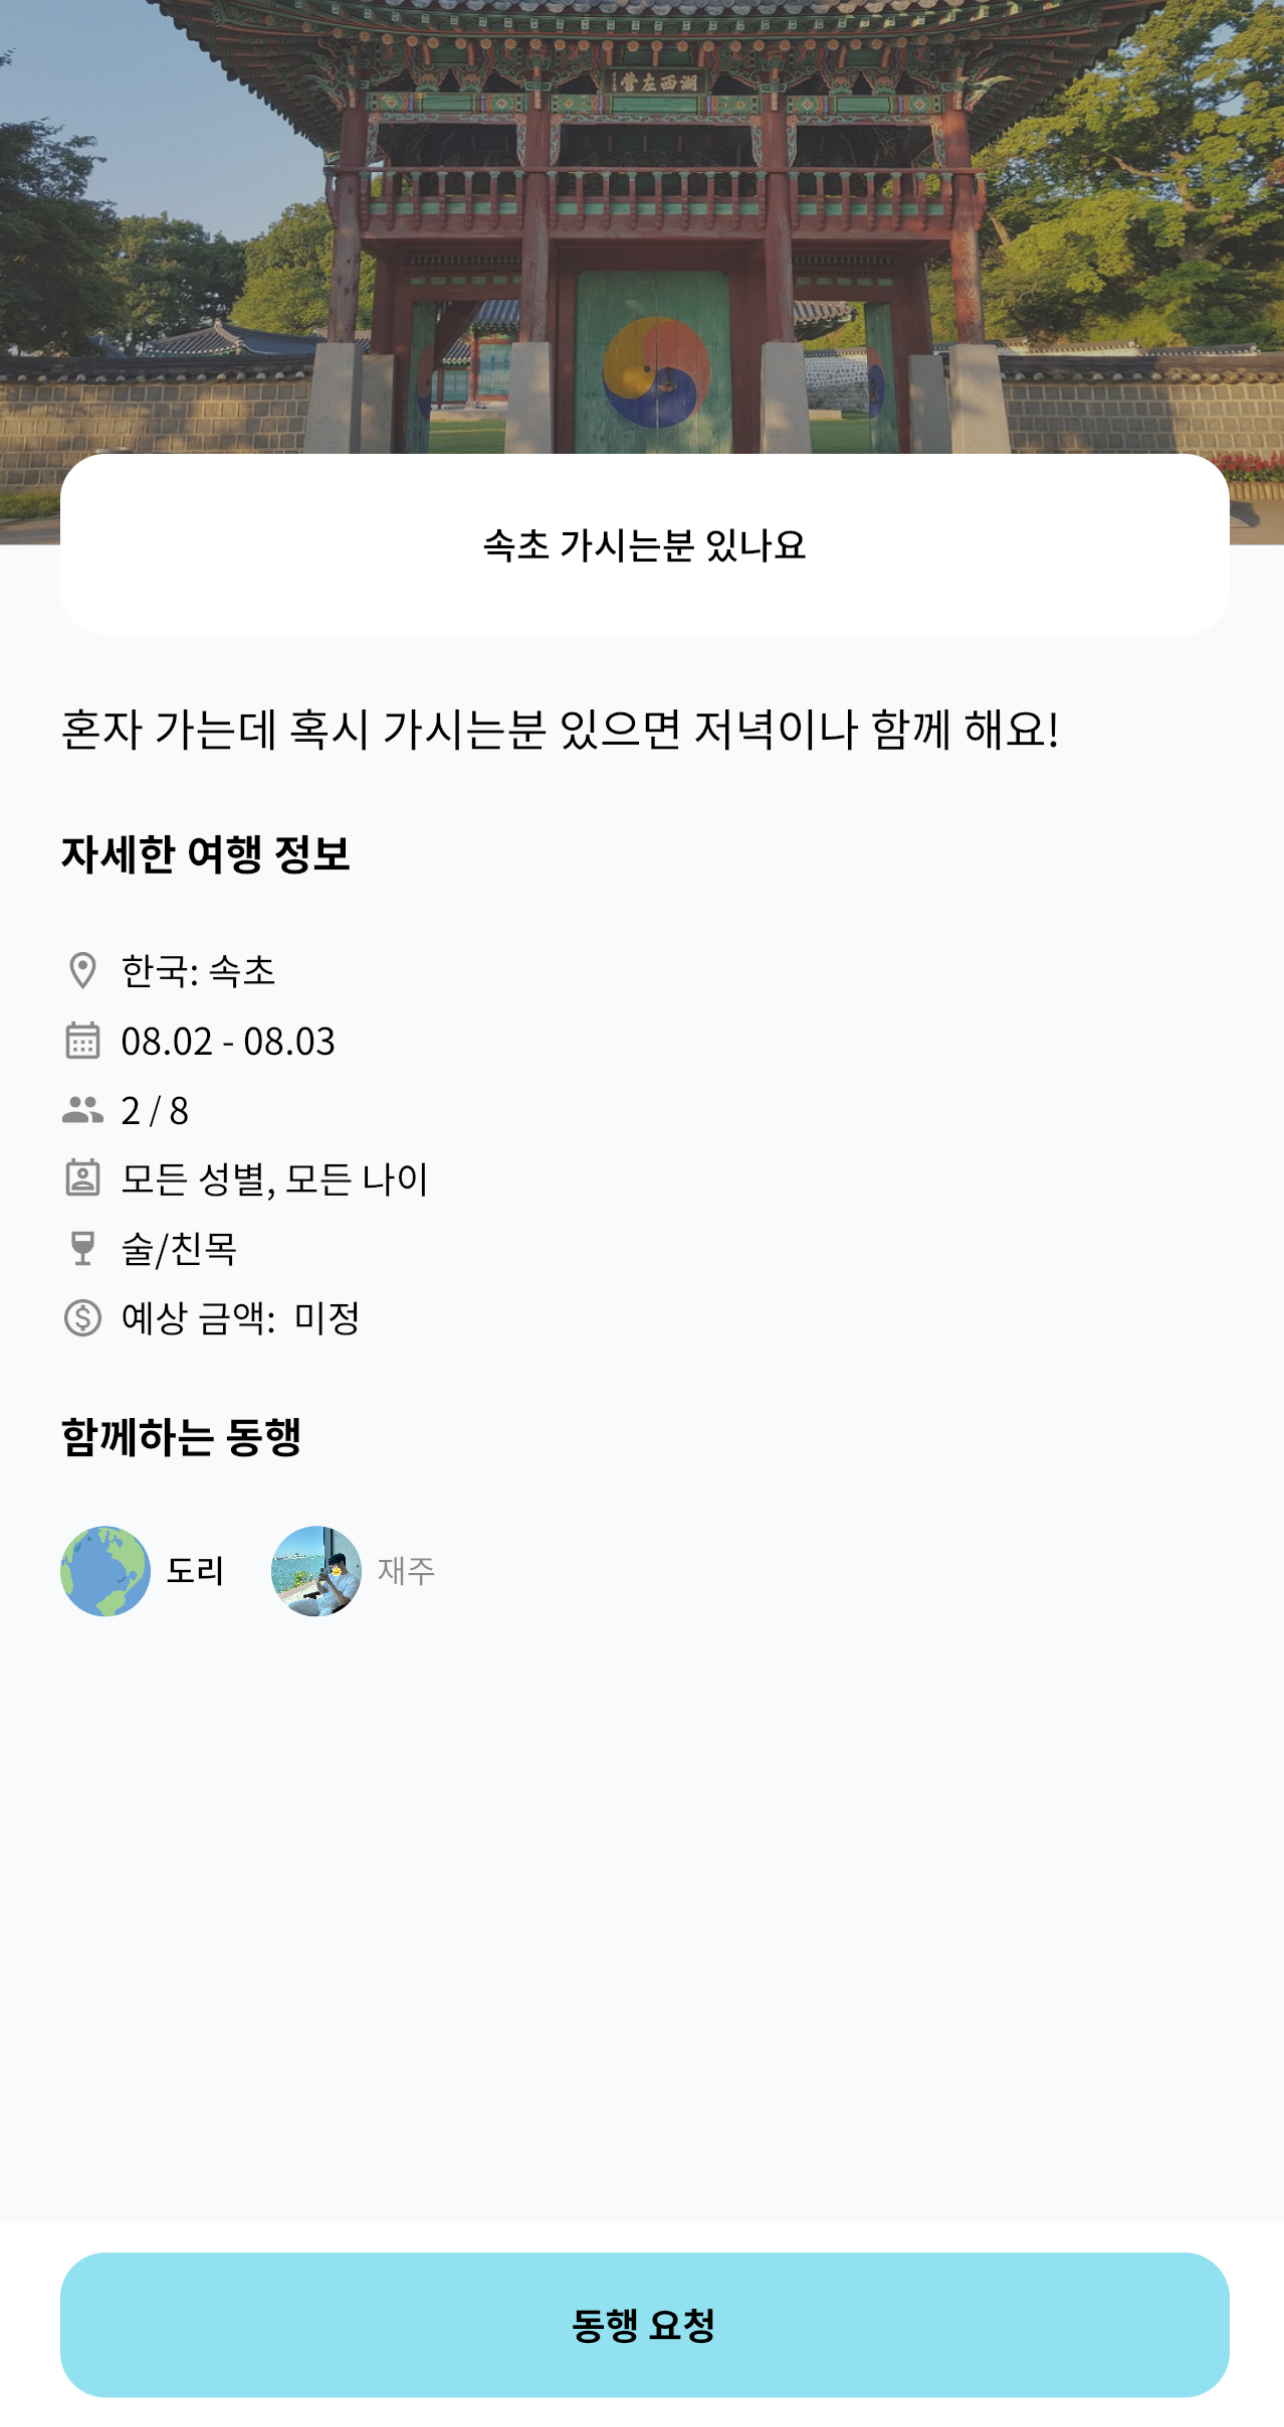 營左西湖
속초 가시는분 있나요
혼자 가는데 혹시 가시는분 있으면 저녁이나 함께 해요!
자세한 여행 정보
한국: 속초
08.02 - 08.03
2 / 8
모든 성별, 모든 나이
술/친목
예상 금액: 미정
함께하는 동행
도리
재주
동행 요청